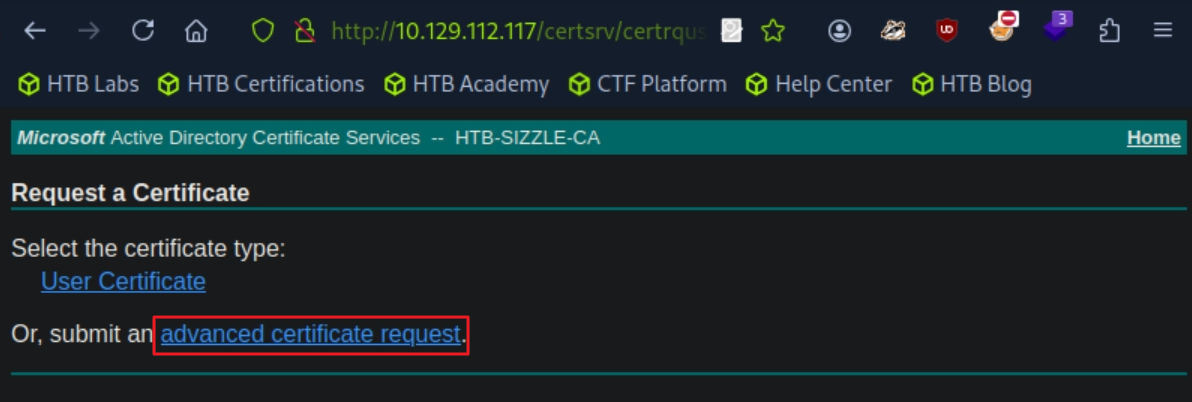 http://10.129.112.117/certsrv/certrqus
3
HTB Labs HTB Certifications HTB Academy CTF Platform Help Center HTB Blog
Microsoft Active Directory Certificate Services -- HTB-SIZZLE-CA Home
Request a Certificate
Select the certificate type:
User Certificate
Or, submit an advanced certificate request.